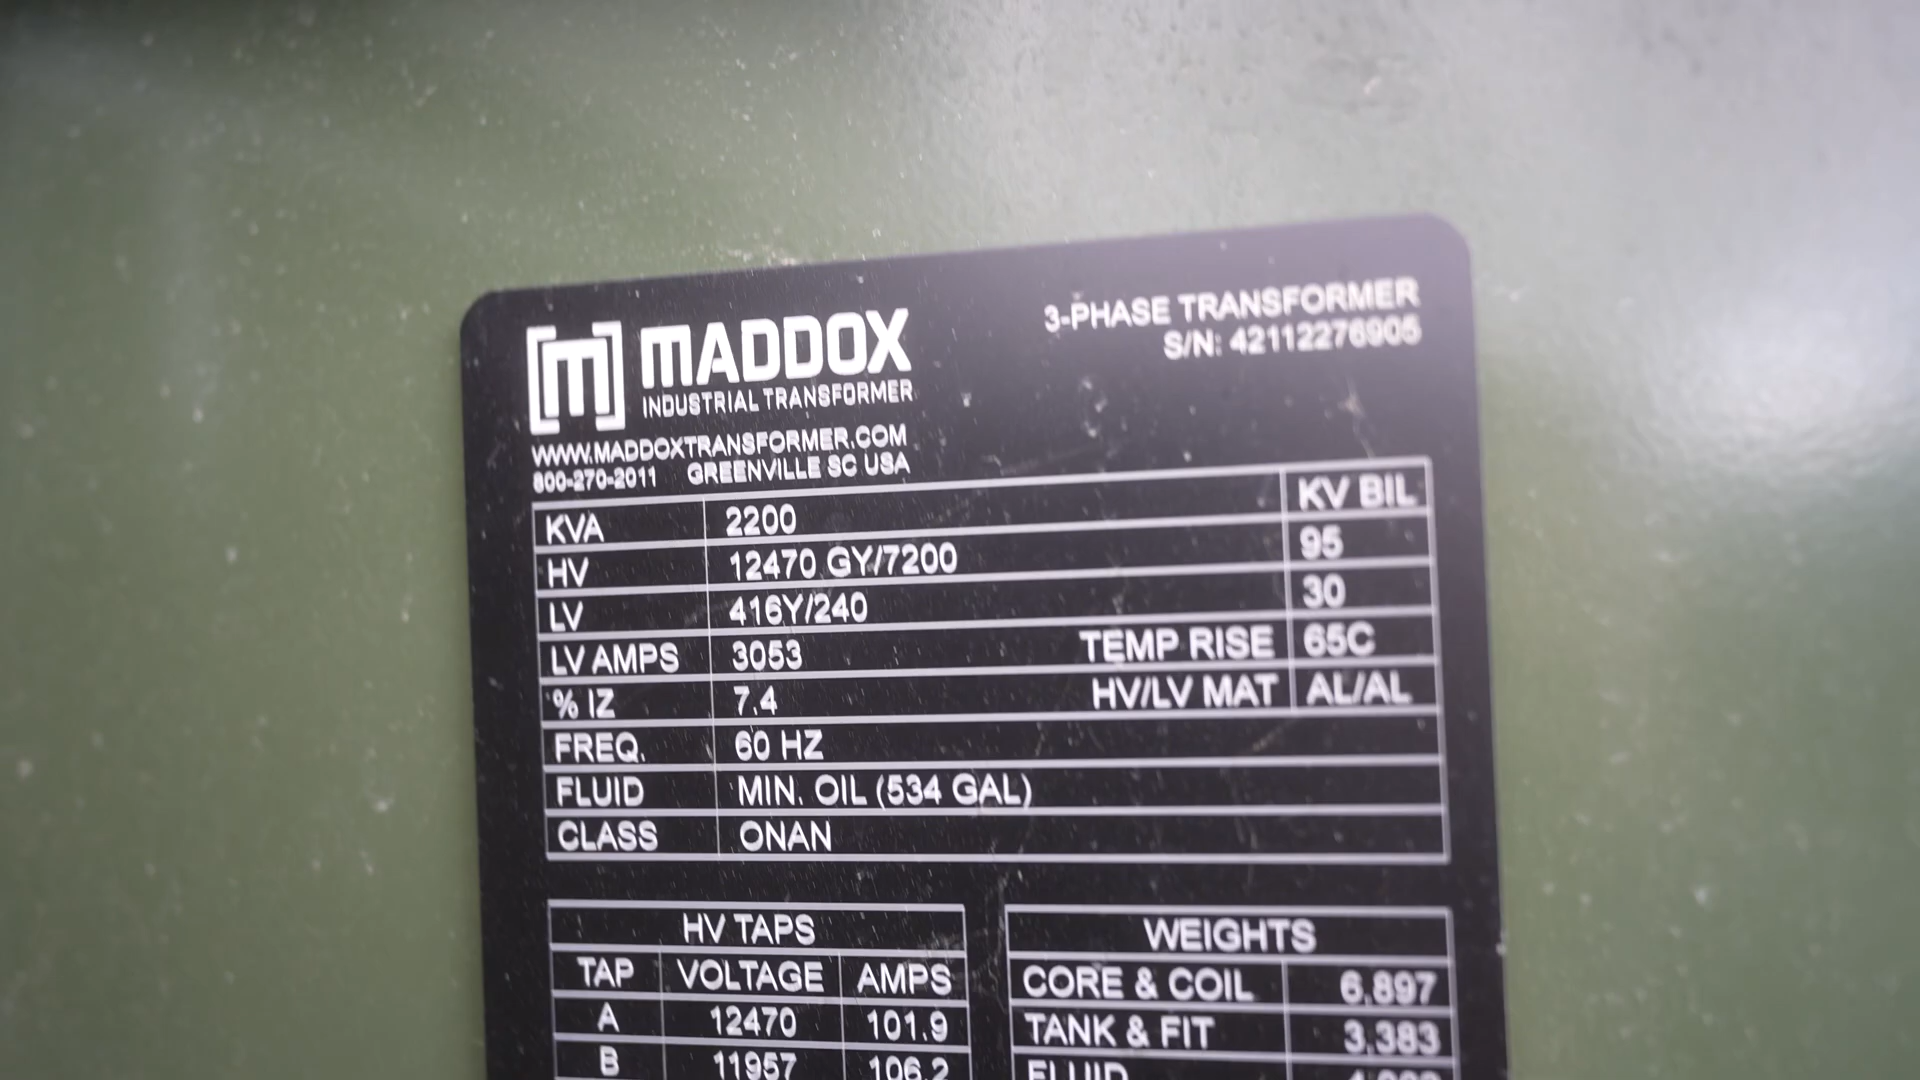 MADDOX
INDUSTRIAL TRANSFORMER
WWW.MADDOXTRANSFORMER.COM
800-270-2011 GREENVILLE SC USA
3-PHASE TRANSFORMER
S/N: 42112276905
KV BIL
KVA 2200
HV 12470 GY/7200 95
LV 416Y/240 30
LV AMPS 3053 TEMP RISE 65C
% IZ 7.4 HV/LV MAT AL/AL
FREQ. 60 HZ
FLUID MIN. OIL (534 GAL)
CLASS ONAN
HV TAPS
TAP VOLTAGE AMPS
A 12470 101.9
B 11957 106.2
WEIGHTS
CORE & COIL 6,897
TANK & FIT 3,383
FLUID